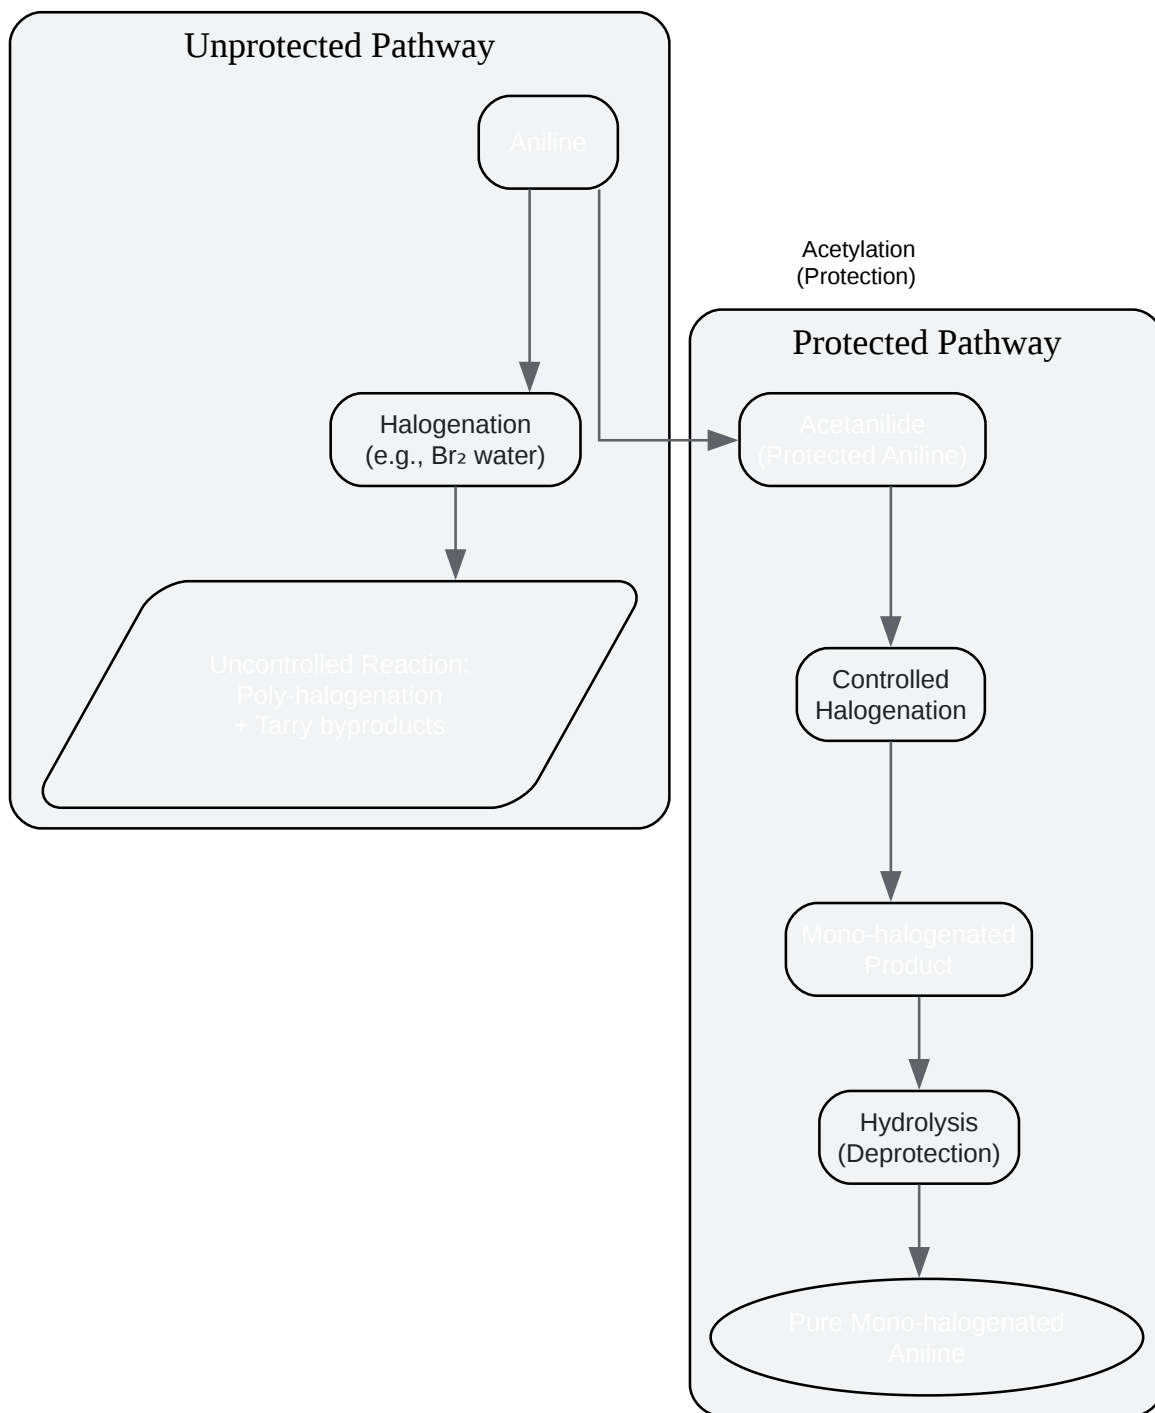 Unprotected Pathway
Aniline
Halogenation
(e.g., Br₂ water)
Uncontrolled Reaction:
Poly-halogenation
+ Tarry byproducts
Acetylation
(Protection)
Protected Pathway
Acetanilide
(Protected Aniline)
Controlled
Halogenation
Mono-halogenated
Product
Hydrolysis
(Deprotection)
Pure Mono-halogenated
Aniline